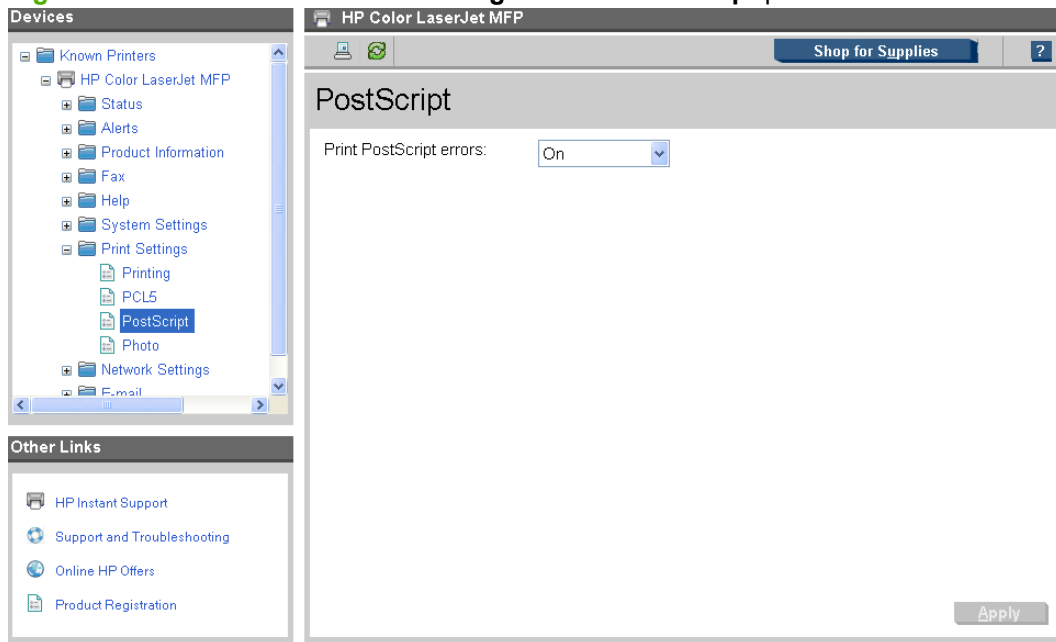 Devices
Known Printers
HP Color LaserJet MFP
Status
Alerts
Product Information
Fax
Help
System Settings
Print Settings
Printing
PCL5
PostScript
Photo
Network Settings
E-mail
Other Links
HP Instant Support
Support and Troubleshooting
Online HP Offers
Product Registration
HP Color LaserJet MFP
Shop for Supplies
?
PostScript
Print PostScript errors: On
Apply